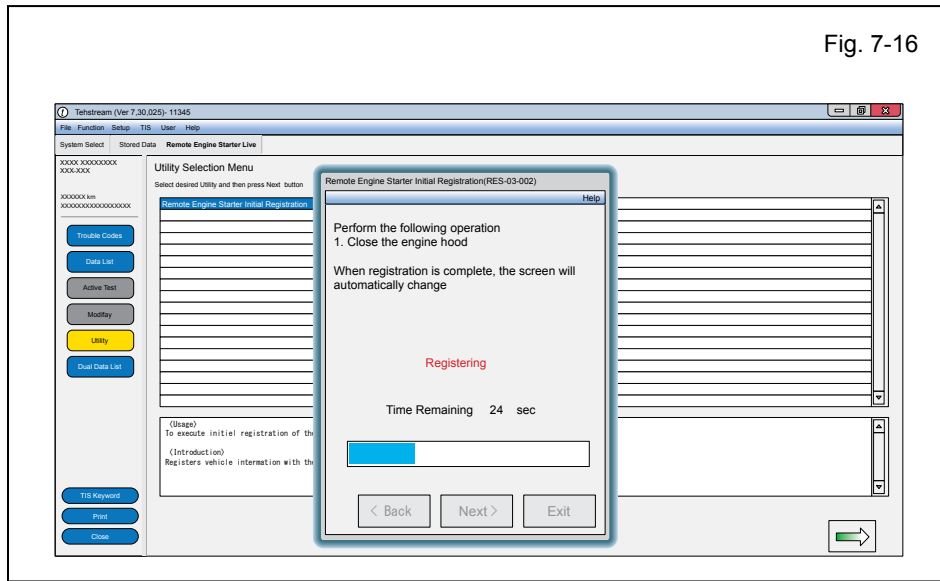 Fig. 7-16
Tehstream (Ver 7,30,025)- 11345
File Function Setup TIS User Help
System Select Stored Data Remote Engine Starter Live
XXXX XXXXXXXX
XXX-XXX
XXXXXX km
XXXXXXXXXXXXXXXXX
Trouble Codes
Data List
Active Test
Modifay
Utility
Dual Data List
TIS Keyword
Print
Close
Utility Selection Menu
Select desired Utility and then press Next button
Remote Engine Starter Initial Registration
(Usage)
To execute initiel registration of the
(Introduction)
Registers vehicle intermation with the
Remote Engine Starter Initial Registration(RES-03-002)
Help
Perform the following operation
1. Close the engine hood
When registration is complete, the screen will
automatically change
Registering
Time Remaining 24 sec
< Back Next > Exit